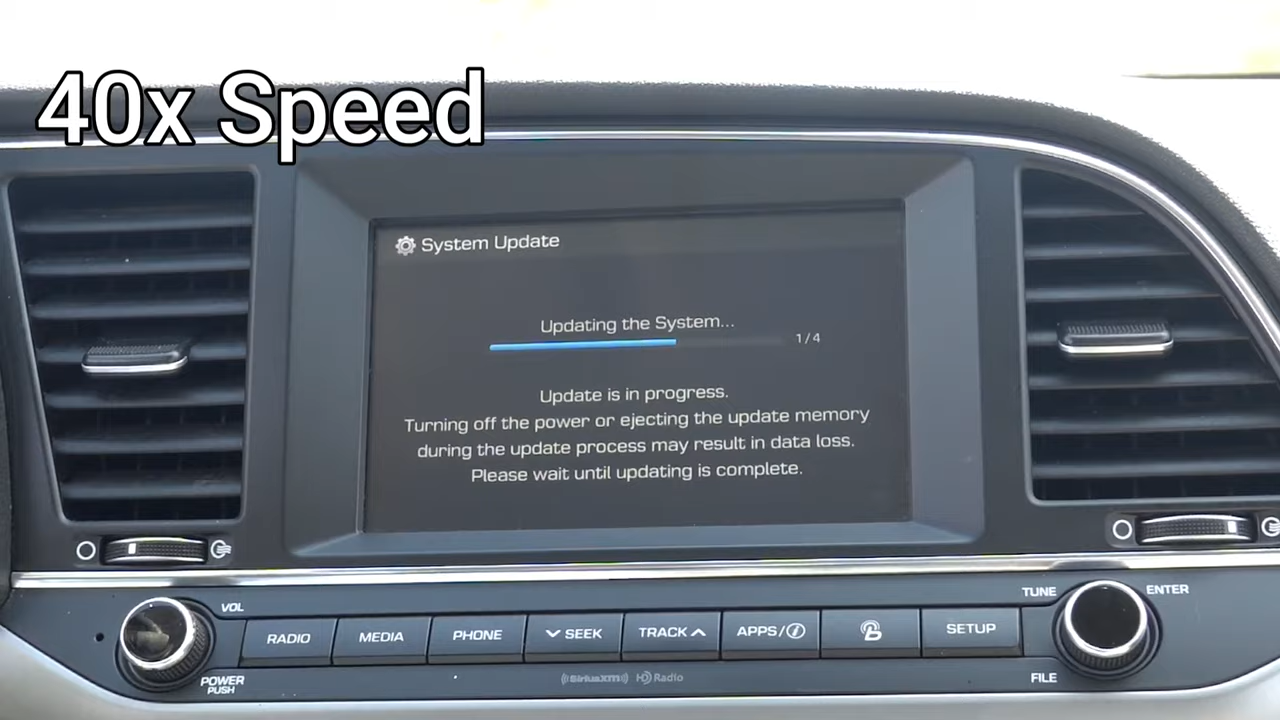 40x Speed
System Update
Updating the System...
1/4
Update is in progress.
Turning off the power or ejecting the update memory
during the update process may result in data loss.
Please wait until updating is complete.
VOL
TUNE
ENTER
RADIO
MEDIA
PHONE
SEEK
TRACK
APPS/i
SETUP
POWER
PUSH
SiriusXM
HD Radio
FILE